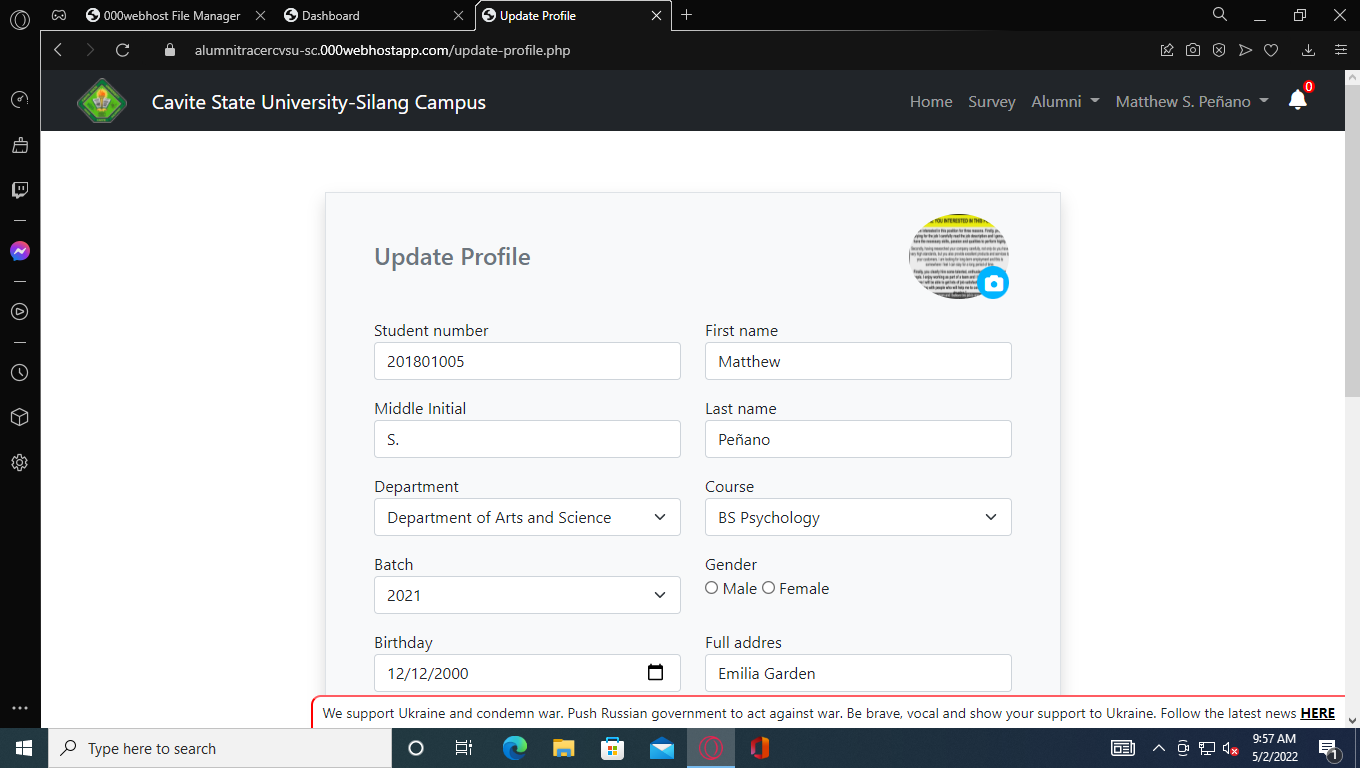 000webhost File Manager
Dashboard
Update Profile
alumnitracercvsu-sc.000webhostapp.com/update-profile.php
Cavite State University-Silang Campus
Home Survey Alumni Matthew S. Peñano 0
Update Profile
Student number
201801005
First name
Matthew
Middle Initial
S.
Last name
Peñano
Department
Department of Arts and Science
Course
BS Psychology
Batch
2021
Gender
Male Female
Birthday
12/12/2000
Full addres
Emilia Garden
We support Ukraine and condemn war. Push Russian government to act against war. Be brave, vocal and show your support to Ukraine. Follow the latest news HERE
Type here to search
9:57 AM
5/2/2022
1